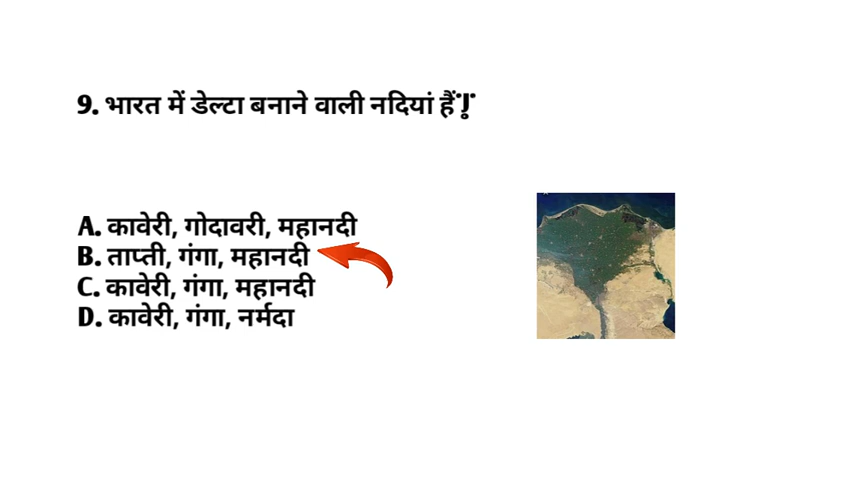 9. भारत में डेल्टा बनाने वाली नदियां हैं
A. कावेरी, गोदावरी, महानदी
B. ताप्ती, गंगा, महानदी
C. कावेरी, गंगा, महानदी
D. कावेरी, गंगा, नर्मदा